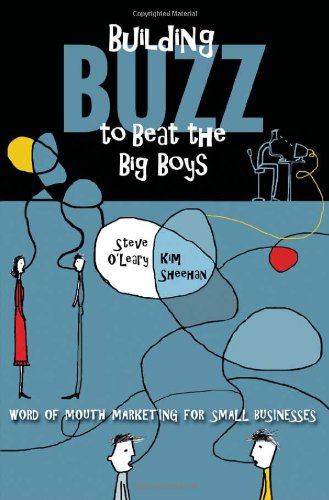 Building
BUZZ
to Beat the
Big Boys
Steve
O'Leary
Kim
Sheehan
WORD OF MOUTH MARKETING FOR SMALL BUSINESSES